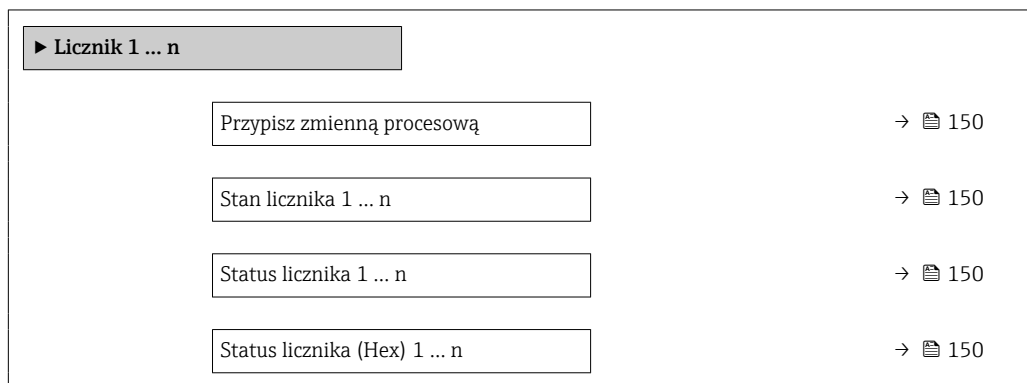 ▶ Licznik 1 … n
Przypisz zmienną procesową → 150
Stan licznika 1 … n → 150
Status licznika 1 … n → 150
Status licznika (Hex) 1 … n → 150